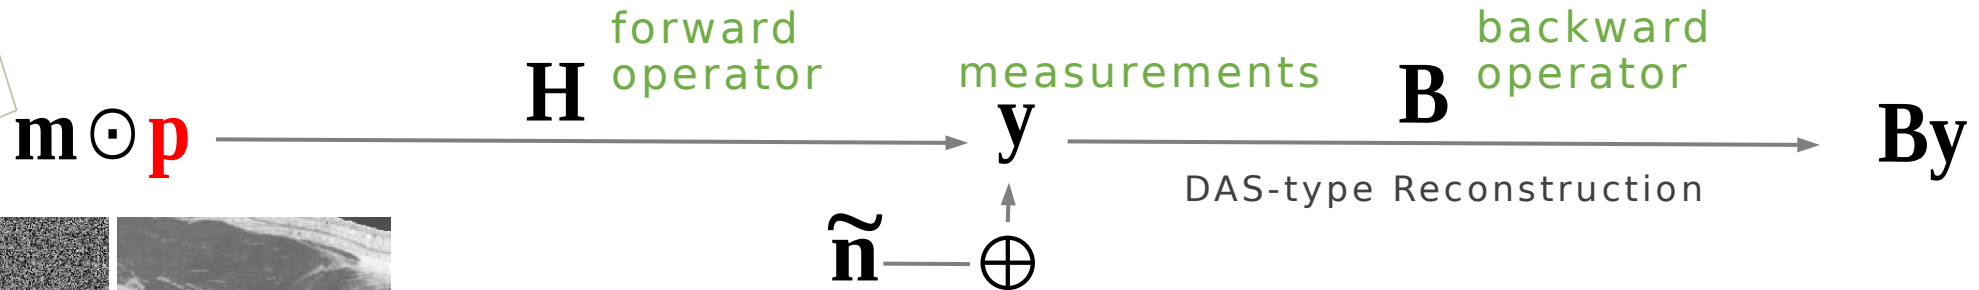 forward
operator
H
measurements
backward
operator
B
m⊙p
y
By
DAS-type Reconstruction
ñ
⊕